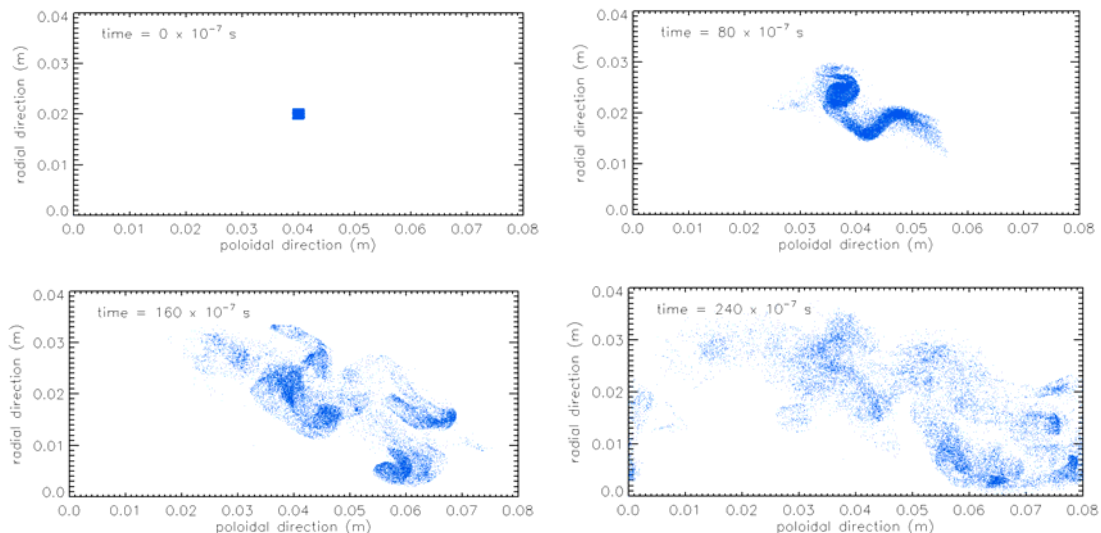 0.04
time = 0 × 10⁻⁷ s
0.03
0.02
0.01
0.0
radial direction (m)
0.0 0.01 0.02 0.03 0.04 0.05 0.06 0.07 0.08
poloidal direction (m)
0.04
time = 80 × 10⁻⁷ s
0.03
0.02
0.01
0.0
radial direction (m)
0.0 0.01 0.02 0.03 0.04 0.05 0.06 0.07 0.08
poloidal direction (m)
0.04
time = 160 × 10⁻⁷ s
0.03
0.02
0.01
0.0
radial direction (m)
0.0 0.01 0.02 0.03 0.04 0.05 0.06 0.07 0.08
poloidal direction (m)
0.04
time = 240 × 10⁻⁷ s
0.03
0.02
0.01
0.0
radial direction (m)
0.0 0.01 0.02 0.03 0.04 0.05 0.06 0.07 0.08
poloidal direction (m)